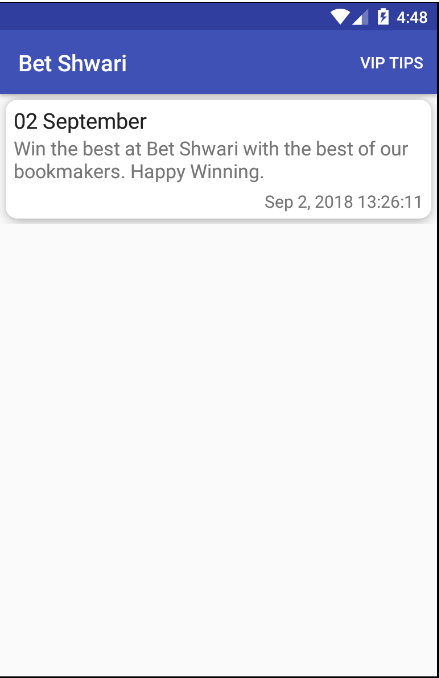 4:48
Bet Shwari VIP TIPS
02 September
Win the best at Bet Shwari with the best of our
bookmakers. Happy Winning.
Sep 2, 2018 13:26:11